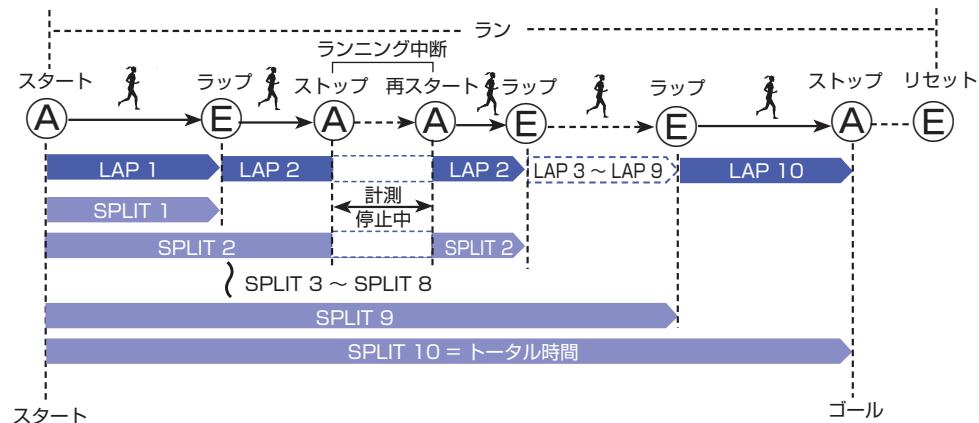 ラン
ランニング中断
スタート ラップ ストップ 再スタート ラップ ラップ ストップ リセット
A E A A E E A E
LAP 1 LAP 2 LAP 2 LAP 3 ～ LAP 9 LAP 10
計測
停止中
SPLIT 1
SPLIT 2 SPLIT 2
SPLIT 3 ～ SPLIT 8
SPLIT 9
SPLIT 10 = トータル時間
スタート ゴール